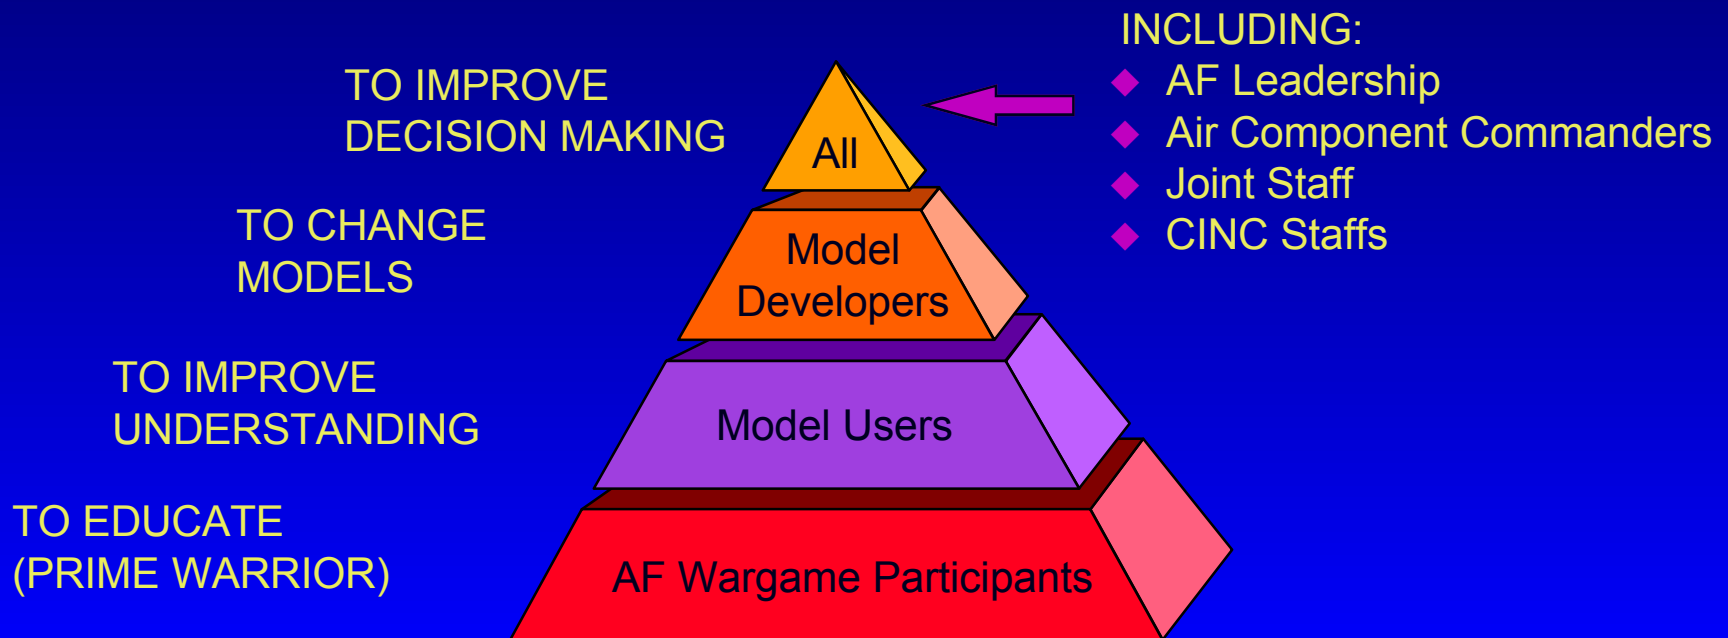 TO IMPROVE
DECISION MAKING
All
INCLUDING:
AF Leadership
Air Component Commanders
Joint Staff
CINC Staffs
TO CHANGE
MODELS
Model
Developers
TO IMPROVE
UNDERSTANDING
Model Users
TO EDUCATE
(PRIME WARRIOR)
AF Wargame Participants